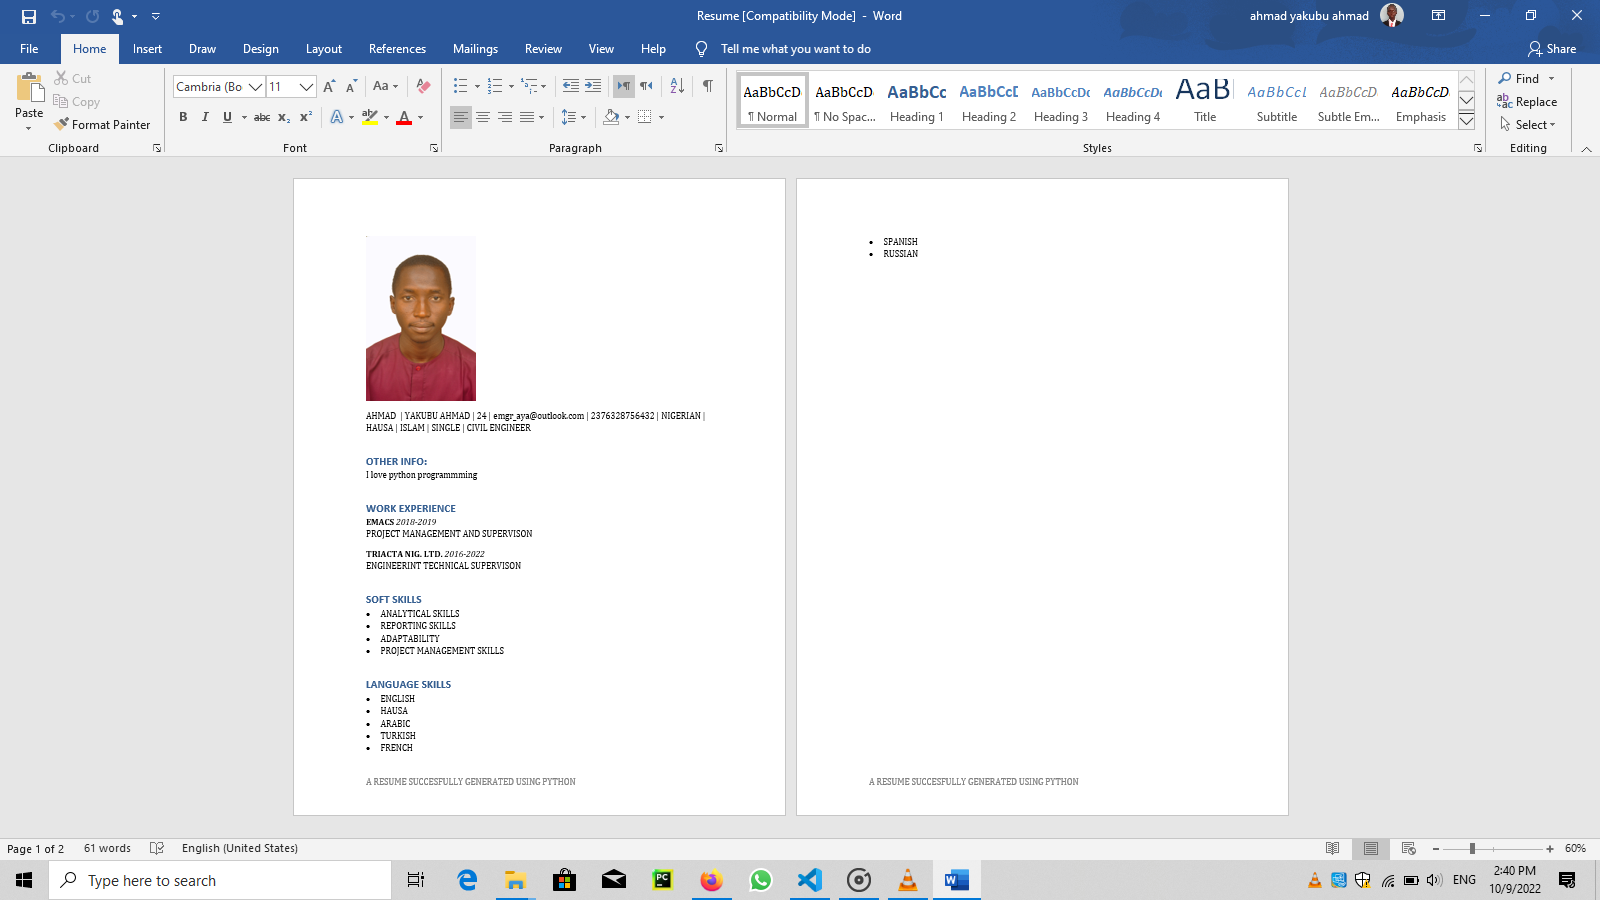 Resume [Compatibility Mode] - Word
ahmad yakubu ahmad
File Home Insert Draw Design Layout References Mailings Review View Help Tell me what you want to do Share
Paste
Cut
Copy
Format Painter
Clipboard
Cambria (Bo 11
Font
Paragraph
AaBbCcDc AaBbCcDc AaBbCc AaBbCcD AaBbCcDc AaBbCcDc AaB AaBbCcL AaBbCcD AaBbCcD
¶ Normal ¶ No Spac... Heading 1 Heading 2 Heading 3 Heading 4 Title Subtitle Subtle Em... Emphasis
Styles
Find
Replace
Select
Editing
AHMAD | YAKUBU AHMAD | 24 | emgr_aya@outlook.com | 2376328756432 | NIGERIAN |
HAUSA | ISLAM | SINGLE | CIVIL ENGINEER
OTHER INFO:
I love python programmming
WORK EXPERIENCE
EMACS 2018-2019
PROJECT MANAGEMENT AND SUPERVISON
TRIACTA NIG. LTD. 2016-2022
ENGINEERINT TECHNICAL SUPERVISON
SOFT SKILLS
• ANALYTICAL SKILLS
• REPORTING SKILLS
• ADAPTABILITY
• PROJECT MANAGEMENT SKILLS
LANGUAGE SKILLS
• ENGLISH
• HAUSA
• ARABIC
• TURKISH
• FRENCH
A RESUME SUCCESFULLY GENERATED USING PYTHON
• SPANISH
• RUSSIAN
A RESUME SUCCESFULLY GENERATED USING PYTHON
Page 1 of 2 61 words English (United States) 60%
Type here to search
ENG
2:40 PM
10/9/2022